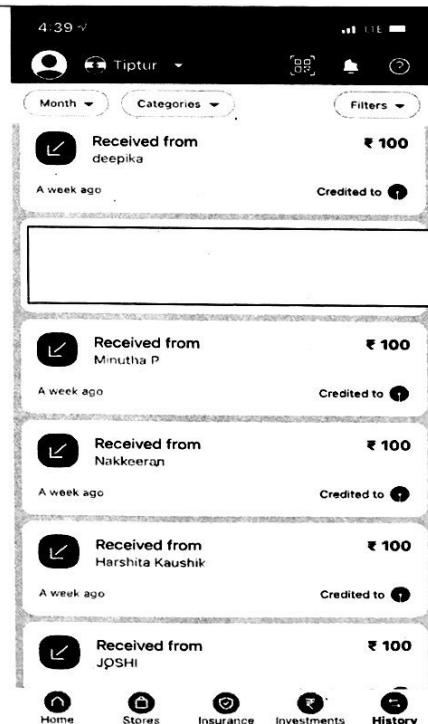 4:39
LTE
Tiptur
Month Categories Filters
Received from ₹ 100
deepika
A week ago Credited to
Received from ₹ 100
Minutha P
A week ago Credited to
Received from ₹ 100
Nakkeeran
A week ago Credited to
Received from ₹ 100
Harshita Kaushik
A week ago Credited to
Received from ₹ 100
JOSHI
Home Stores Insurance Investments History